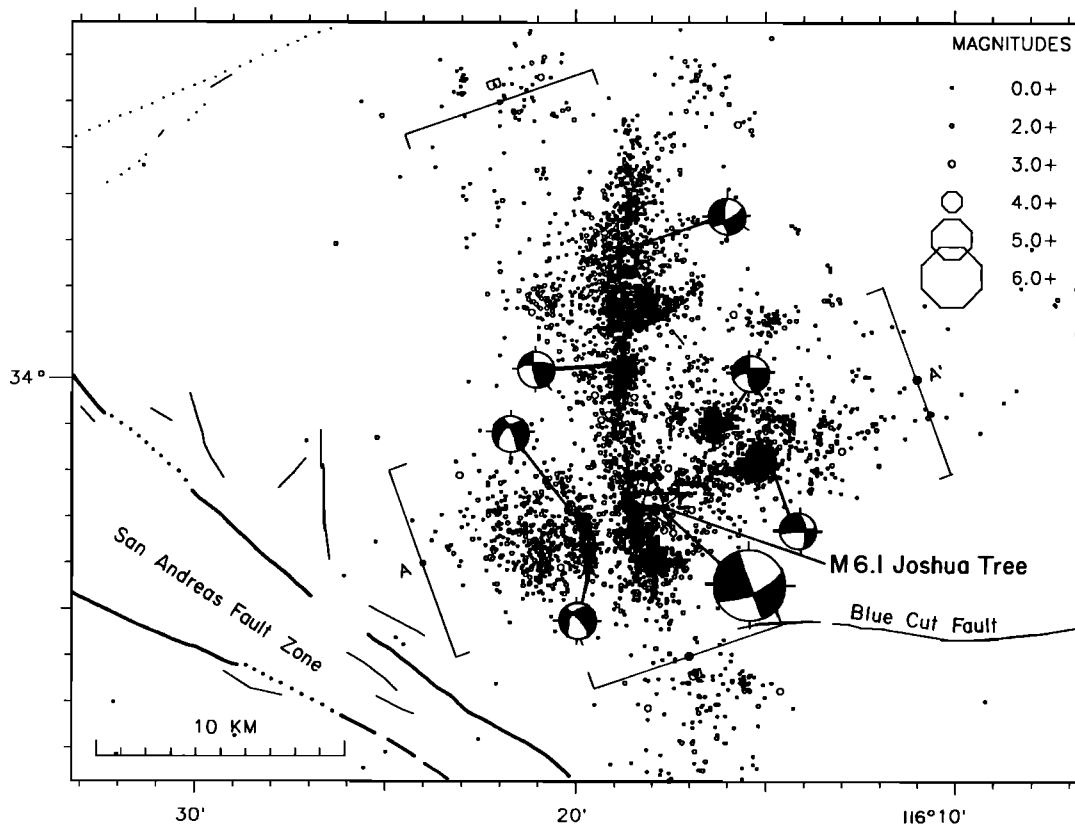 MAGNITUDES
0.0+
2.0+
3.0+
4.0+
5.0+
6.0+
34°
A'
A
M6.1 Joshua Tree
San Andreas Fault Zone
Blue Cut Fault
10 KM
30'
20'
116°10'